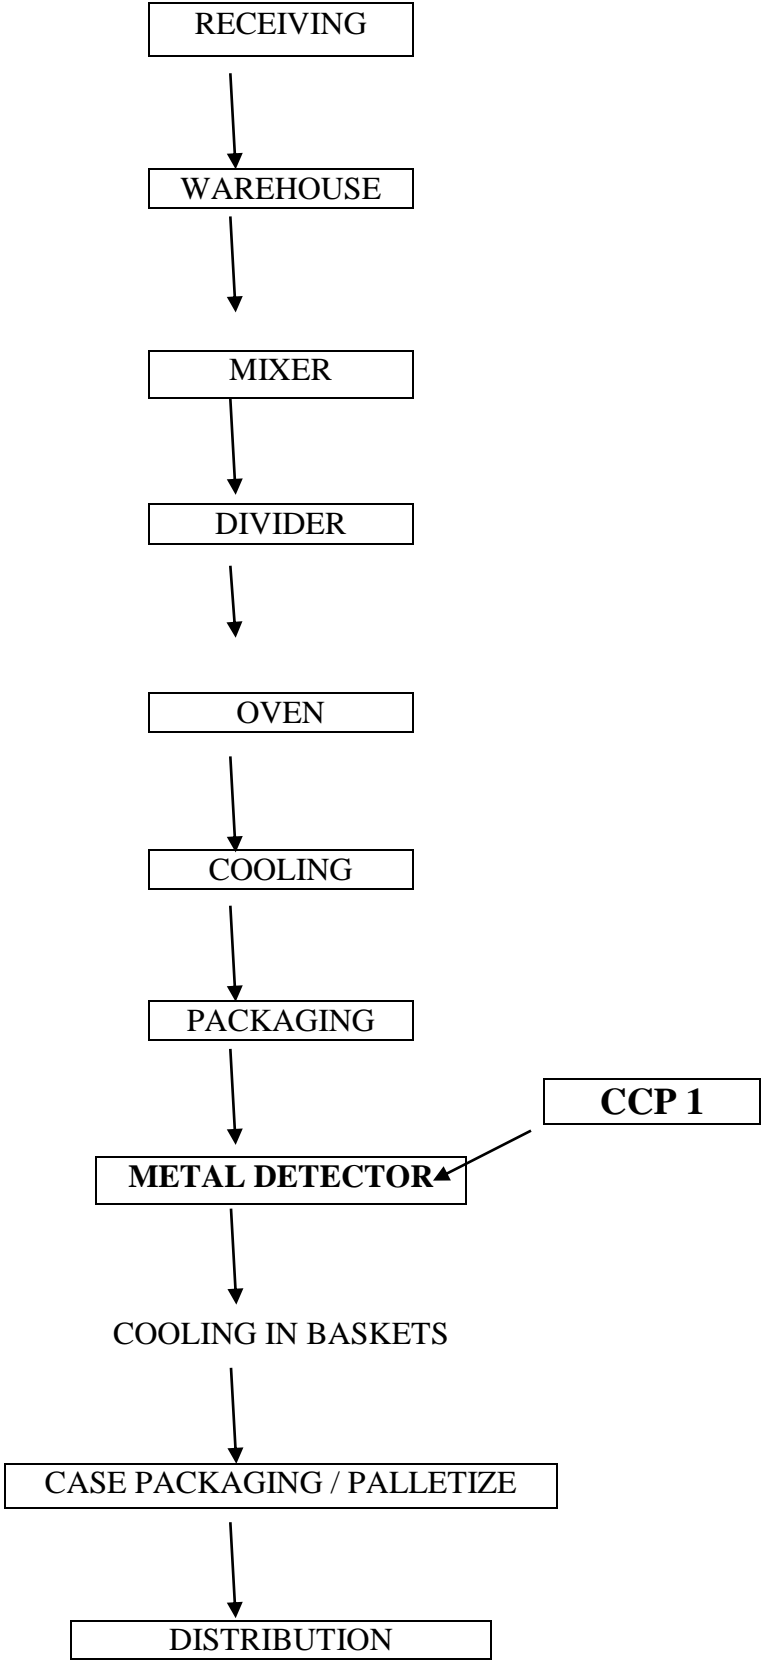 RECEIVING
WAREHOUSE
MIXER
DIVIDER
OVEN
COOLING
PACKAGING
CCP 1
METAL DETECTOR
COOLING IN BASKETS
CASE PACKAGING / PALLETIZE
DISTRIBUTION